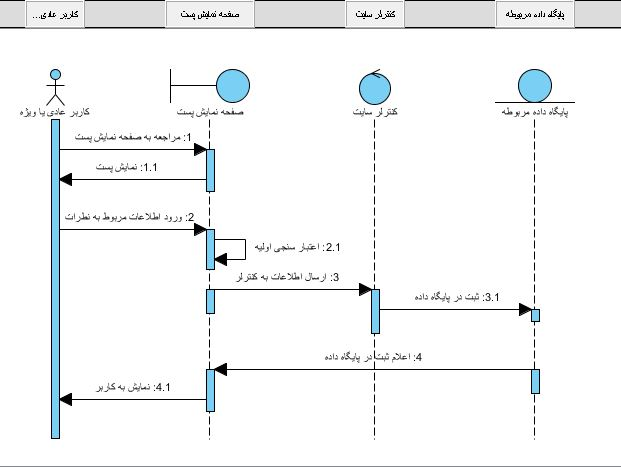 کاربر عادی...
صفحه نمایش پست
کنترلر سایت
پایگاه داده مربوطه
کاربر عادی یا ویژه
صفحه نمایش پست
کنترلر سایت
پایگاه داده مربوطه
1: مراجعه به صفحه نمایش پست
1.1: نمایش پست
2: ورود اطلاعات مربوط به نظرات
2.1: اعتبار سنجی اولیه
3: ارسال اطلاعات به کنترلر
3.1: ثبت در پایگاه داده
4: اعلام ثبت در پایگاه داده
4.1: نمایش به کاربر